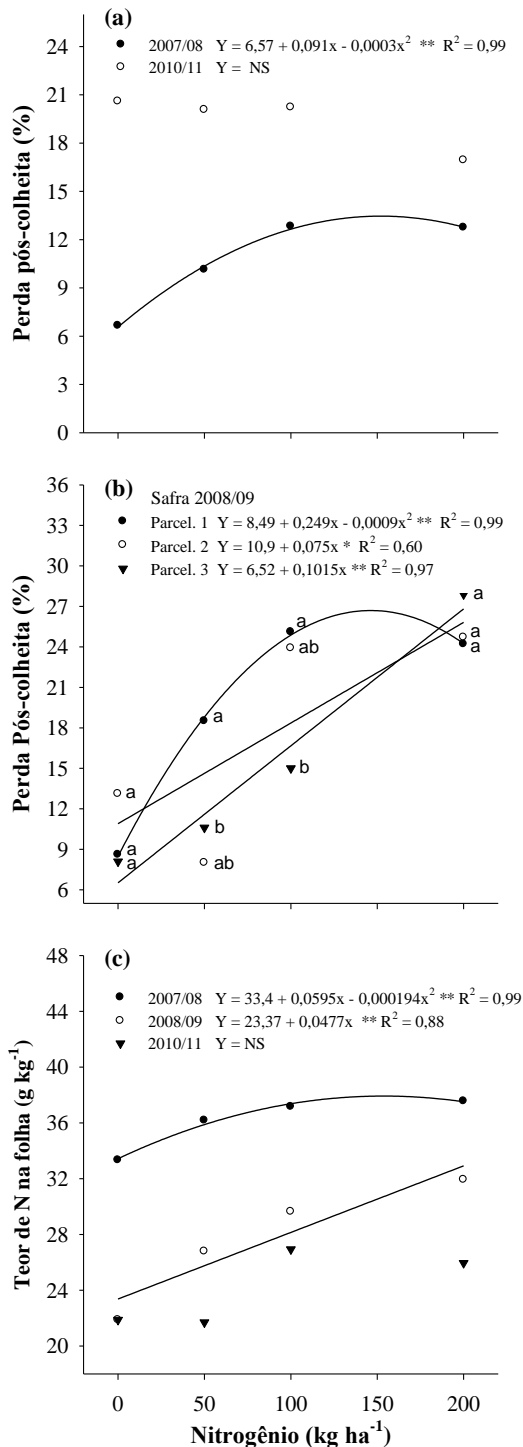 (a)
2007/08 Y = 6,57 + 0,091x - 0,0003x² ** R² = 0,99
2010/11 Y = NS
24
21
18
15
12
9
6
3
0
Perda pós-colheita (%)
(b)
Safra 2008/09
Parcel. 1 Y = 8,49 + 0,249x - 0,0009x² ** R² = 0,99
Parcel. 2 Y = 10,9 + 0,075x * R² = 0,60
Parcel. 3 Y = 6,52 + 0,1015x ** R² = 0,97
36
33
30
27
24
21
18
15
12
9
6
Perda Pós-colheita (%)
a
a
a
a
ab
b
a
ab
b
a
a
a
(c)
2007/08 Y = 33,4 + 0,0595x - 0,000194x² ** R² = 0,99
2008/09 Y = 23,37 + 0,0477x ** R² = 0,88
2010/11 Y = NS
48
44
40
36
32
28
24
20
Teor de N na folha (g kg⁻¹)
0 50 100 150 200
Nitrogênio (kg ha⁻¹)